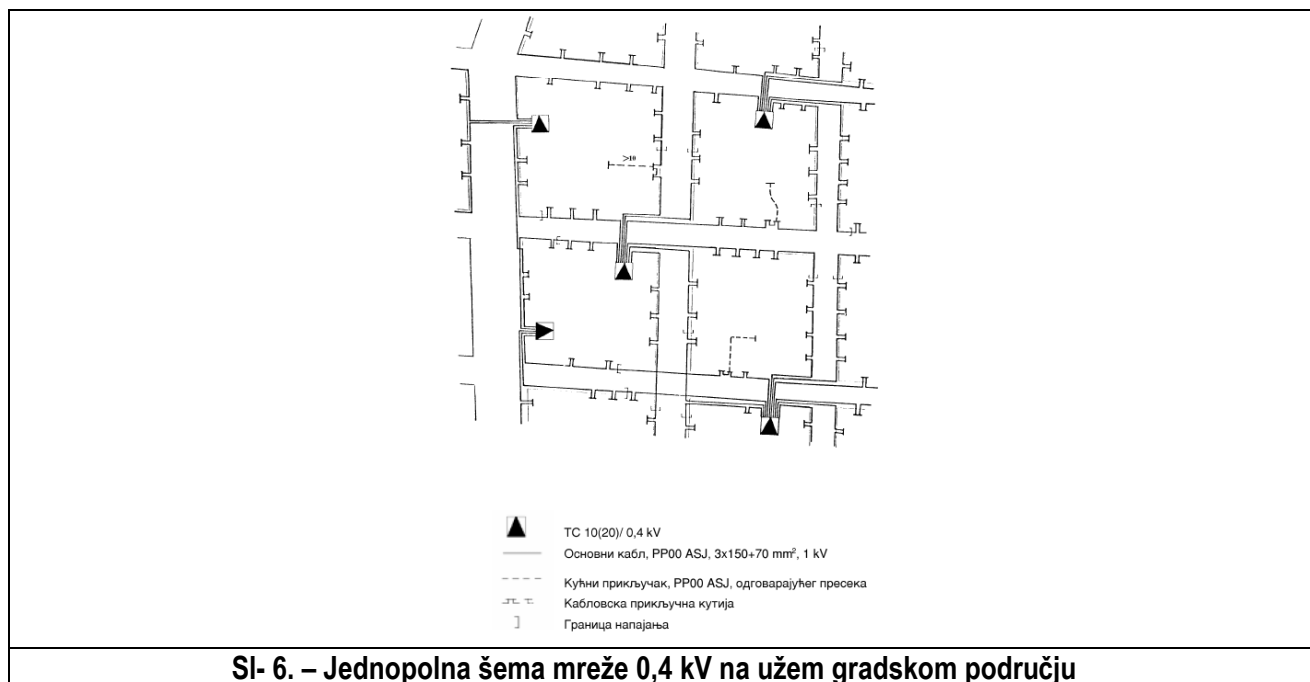 >10
ТС 10(20)/ 0,4 kV
Основни кабл, PP00 ASJ, 3x150+70 mm², 1 kV
Кућни прикључак, PP00 ASJ, одговарајућег пресека
Кабловска прикључна кутија
Граница напајања
Sl- 6. – Jednopolna šema mreže 0,4 kV na užem gradskom području